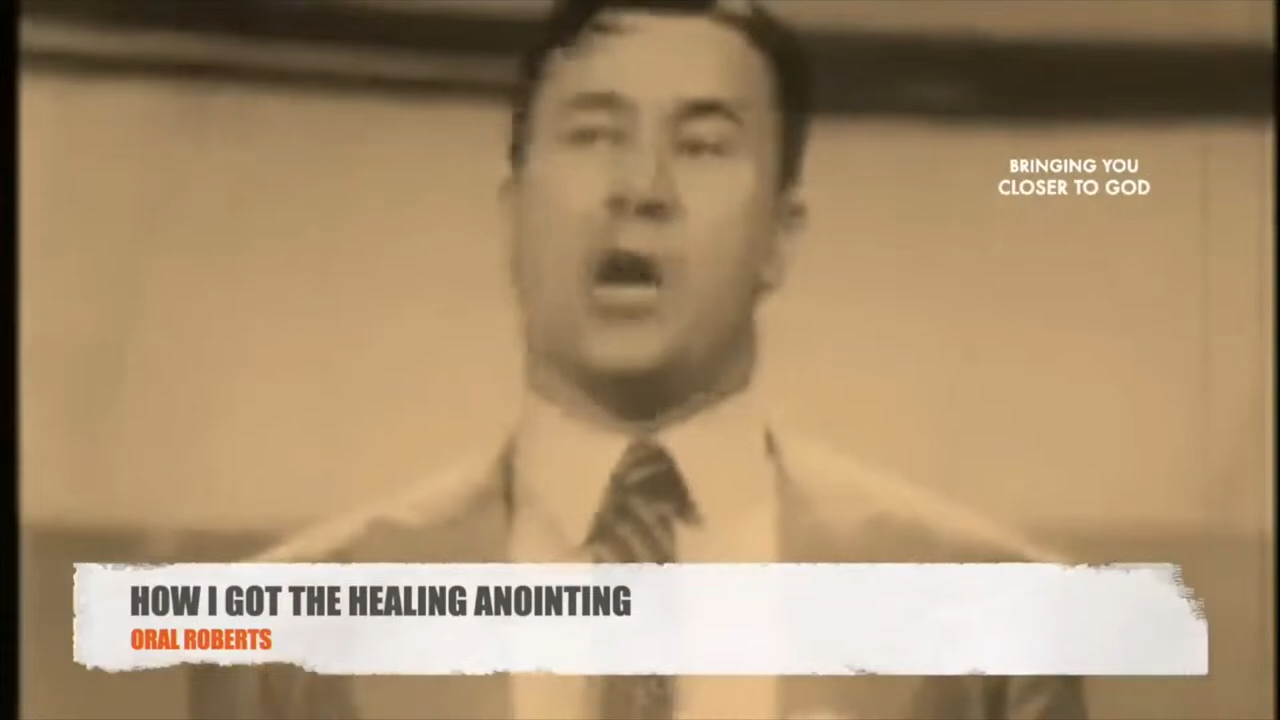 BRINGING YOU
CLOSER TO GOD
HOW I GOT THE HEALING ANOINTING
ORAL ROBERTS